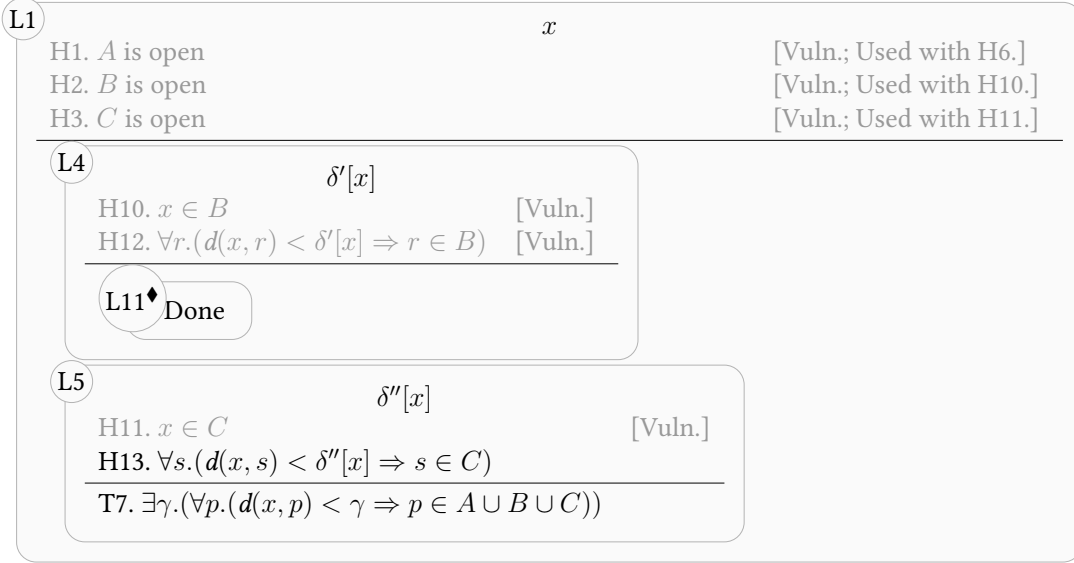 L1
x
H1. A is open [Vuln.; Used with H6.]
H2. B is open [Vuln.; Used with H10.]
H3. C is open [Vuln.; Used with H11.]
L4
δ′[x]
H10. x ∈ B [Vuln.]
H12. ∀r.(d(x, r) < δ′[x] ⇒ r ∈ B) [Vuln.]
L11♦ Done
L5
δ′′[x]
H11. x ∈ C [Vuln.]
H13. ∀s.(d(x, s) < δ′′[x] ⇒ s ∈ C)
T7. ∃γ.(∀p.(d(x, p) < γ ⇒ p ∈ A ∪ B ∪ C))